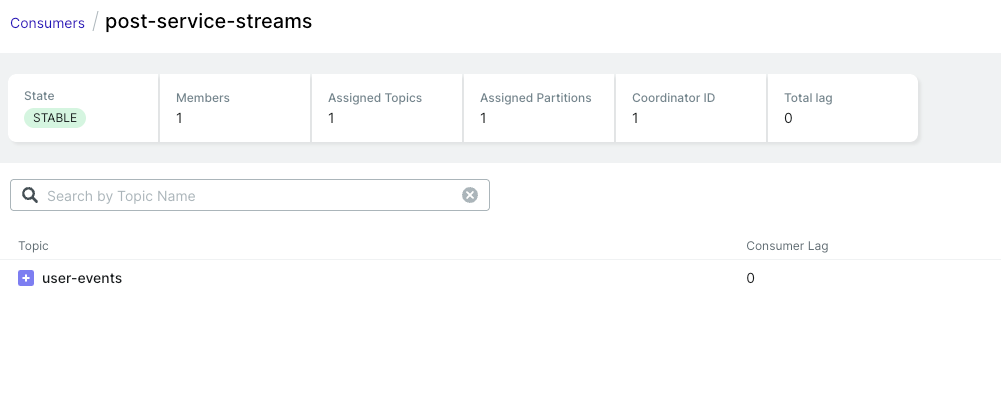 Consumers / post-service-streams
State Members Assigned Topics Assigned Partitions Coordinator ID Total lag
STABLE 1 1 1 1 0
Search by Topic Name
Topic Consumer Lag
user-events 0